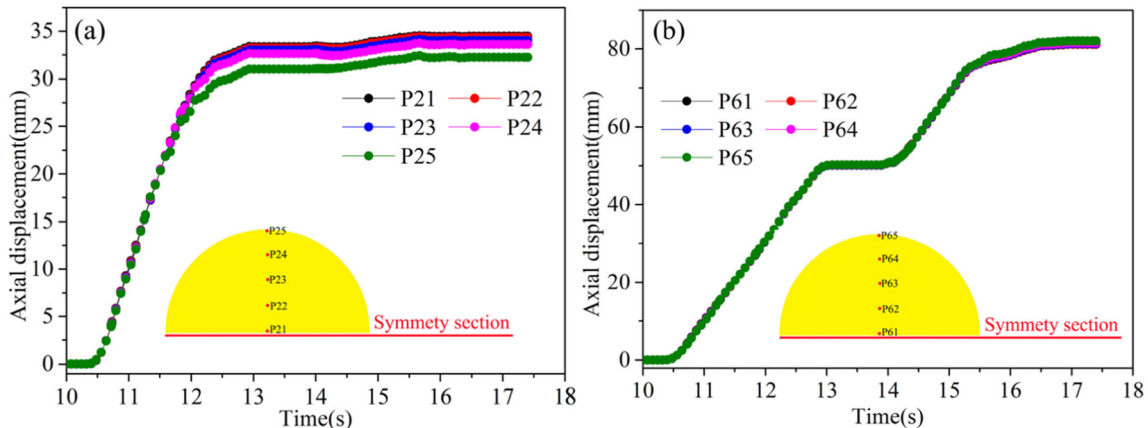 (a)
Axial displacement(mm)
35
30
25
20
15
10
5
0
P21 P22
P23 P24
P25
P25
P24
P23
P22
P21
Symmety section
10 11 12 13 14 15 16 17 18
Time(s)
(b)
Axial displacement(mm)
80
60
40
20
0
P61 P62
P63 P64
P65
P65
P64
P63
P62
P61
Symmety section
10 11 12 13 14 15 16 17 18
Time(s)